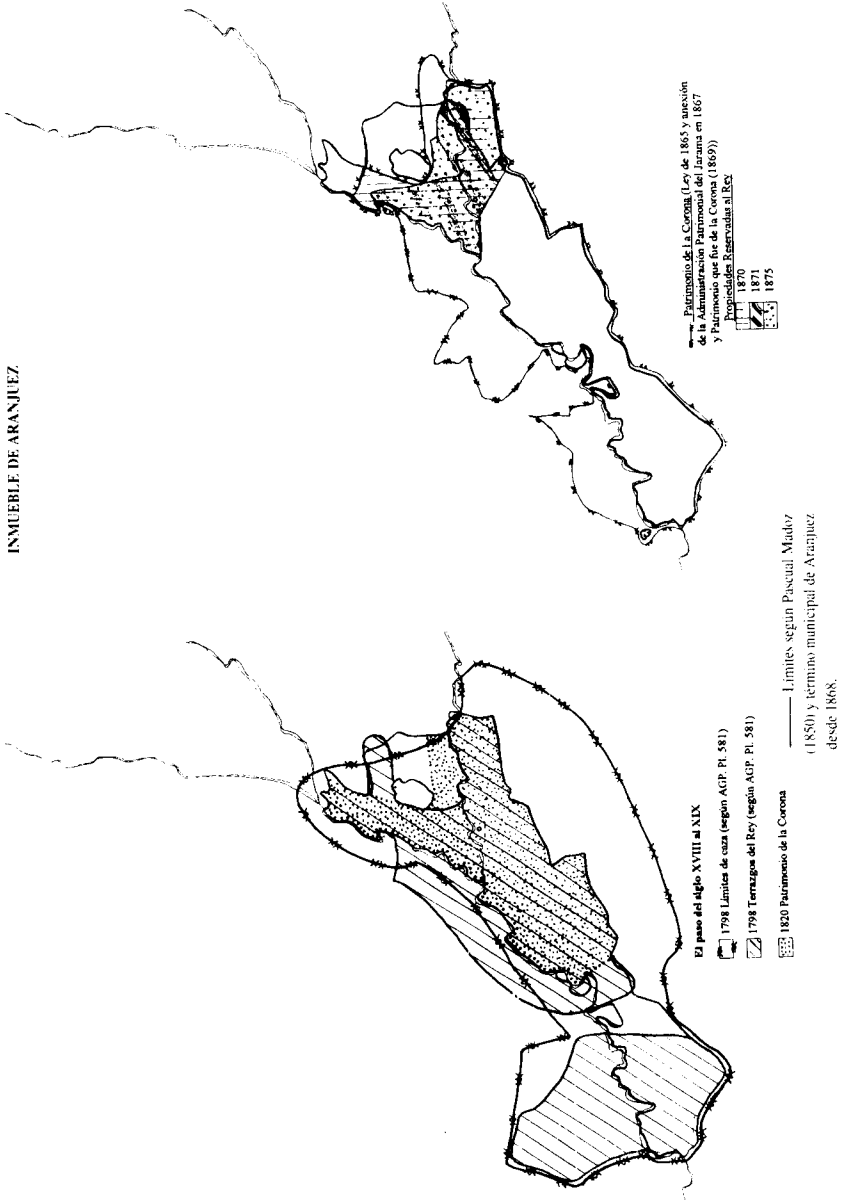 INMUEBLE DE ARANJUEZ
El paso del siglo XVIII al XIX
1798 Límites de caza (según AGP. Pl. 581)
1798 Terrazgos del Rey (según AGP. Pl. 581)
1820 Patrimonio de la Corona
Límites según Pascual Madoz
(1850) y término municipal de Aranjuez
desde 1868.
Patrimonio de La Corona (Ley de 1865 y anexión
de la Administración Patrimonial del Jarama en 1867
y Patrimonio que fue de la Corona (1869))
Propiedades Reservadas al Rey
1870
1871
1875